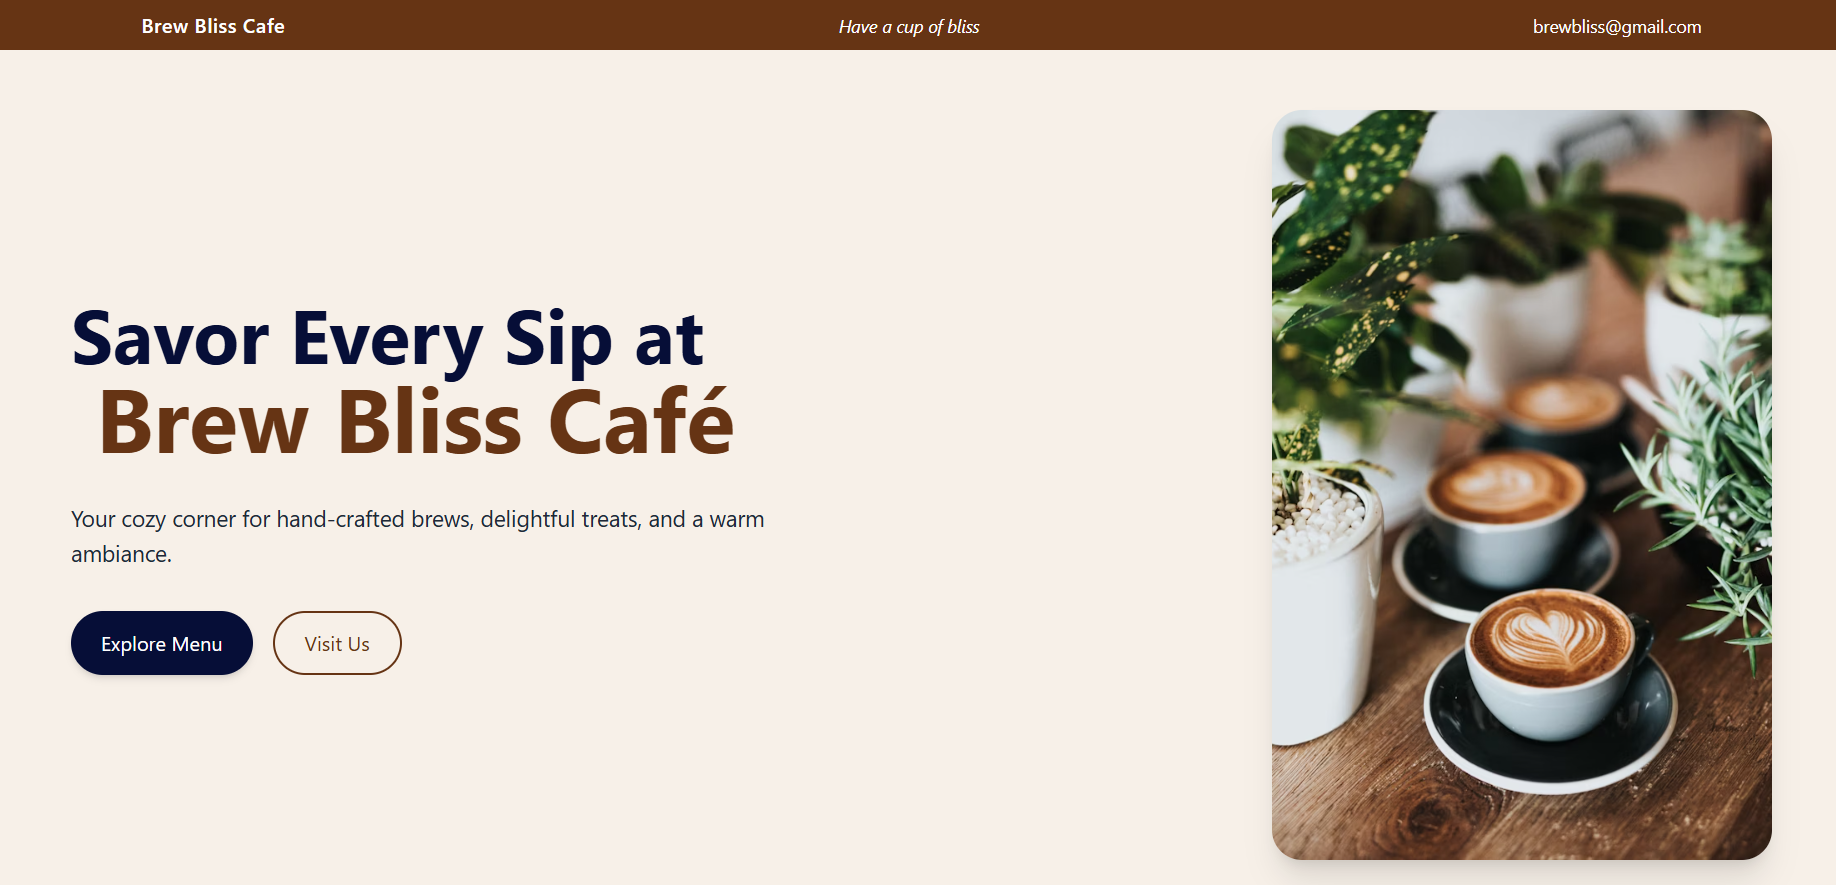 Brew Bliss Cafe
Have a cup of bliss
brewbliss@gmail.com
Savor Every Sip at
Brew Bliss Café
Your cozy corner for hand-crafted brews, delightful treats, and a warm
ambiance.
Explore Menu
Visit Us